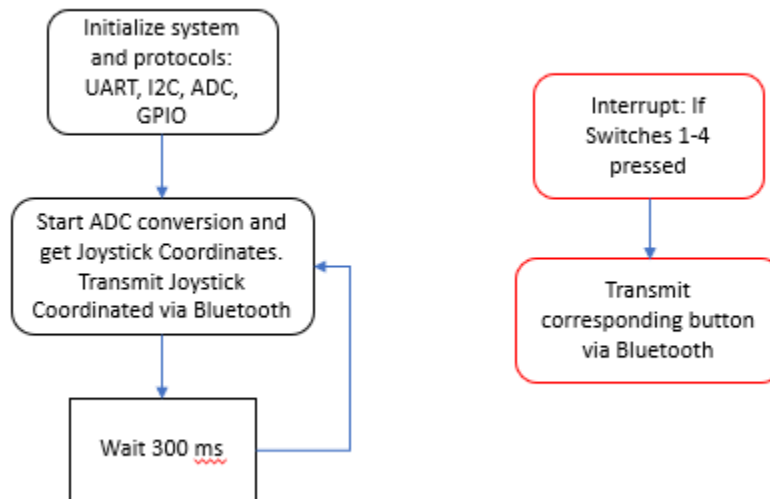 Initialize system
and protocols:
UART, I2C, ADC,
GPIO
Start ADC conversion and
get Joystick Coordinates.
Transmit Joystick
Coordinated via Bluetooth
Wait 300 ms
Interrupt: If
Switches 1-4
pressed
Transmit
corresponding button
via Bluetooth